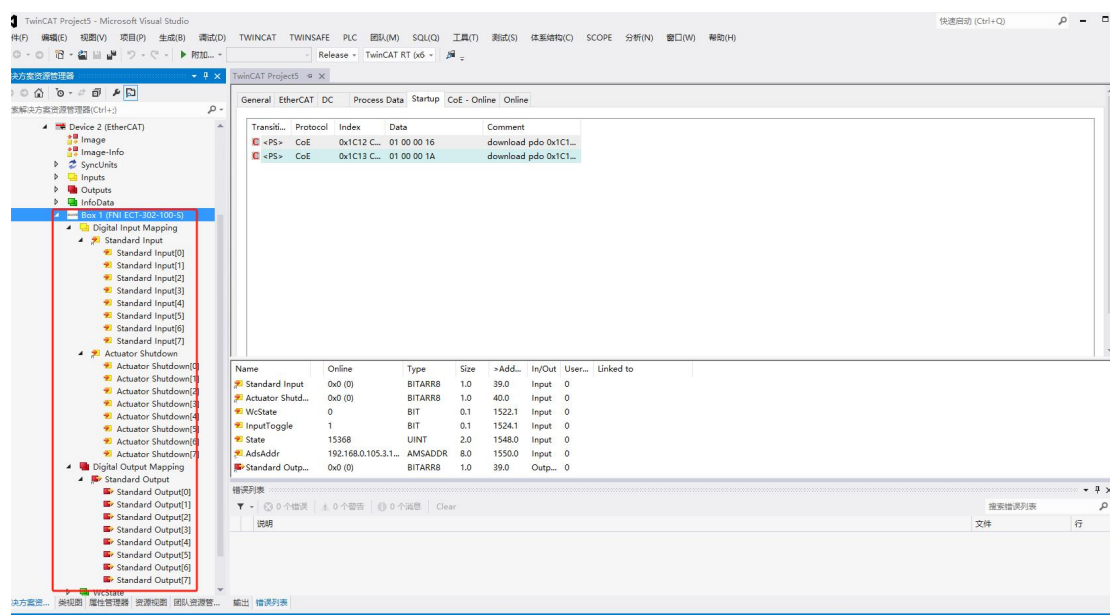 TwinCAT Project5 - Microsoft Visual Studio
快速启动 (Ctrl+Q)
件(F) 编辑(E) 视图(V) 项目(P) 生成(B) 调试(D) TWINCAT TWINSAFE PLC 团队(M) SQL(Q) 工具(T) 测试(S) 体系结构(C) SCOPE 分析(N) 窗口(W) 帮助(H)
附加... Release TwinCAT RT (x6
决方案资源管理器
索解决方案资源管理器(Ctrl+;)
Device 2 (EtherCAT)
Image
Image-Info
SyncUnits
Inputs
Outputs
InfoData
Box 1 (FNI ECT-302-100-S)
Digital Input Mapping
Standard Input
Standard Input[0]
Standard Input[1]
Standard Input[2]
Standard Input[3]
Standard Input[4]
Standard Input[5]
Standard Input[6]
Standard Input[7]
Actuator Shutdown
Actuator Shutdown[0]
Actuator Shutdown[1]
Actuator Shutdown[2]
Actuator Shutdown[3]
Actuator Shutdown[4]
Actuator Shutdown[5]
Actuator Shutdown[6]
Actuator Shutdown[7]
Digital Output Mapping
Standard Output
Standard Output[0]
Standard Output[1]
Standard Output[2]
Standard Output[3]
Standard Output[4]
Standard Output[5]
Standard Output[6]
Standard Output[7]
WcState
决方案资... 类视图 属性管理器 资源视图 团队资源管...
TwinCAT Project5
General EtherCAT DC Process Data Startup CoE - Online Online
Transiti... Protocol Index Data Comment
C <PS> CoE 0x1C12 C... 01 00 00 16 download pdo 0x1C1...
C <PS> CoE 0x1C13 C... 01 00 00 1A download pdo 0x1C1...
Name Online Type Size >Add... In/Out User... Linked to
Standard Input 0x0 (0) BITARR8 1.0 39.0 Input 0
Actuator Shutd... 0x0 (0) BITARR8 1.0 40.0 Input 0
WcState 0 BIT 0.1 1522.1 Input 0
InputToggle 1 BIT 0.1 1524.1 Input 0
State 15368 UINT 2.0 1548.0 Input 0
AdsAddr 192.168.0.105.3.1... AMSADDR 8.0 1550.0 Input 0
Standard Outp... 0x0 (0) BITARR8 1.0 39.0 Outp... 0
错误列表
0 个错误 0 个警告 0 个消息 Clear
搜索错误列表
说明 文件 行
输出 错误列表